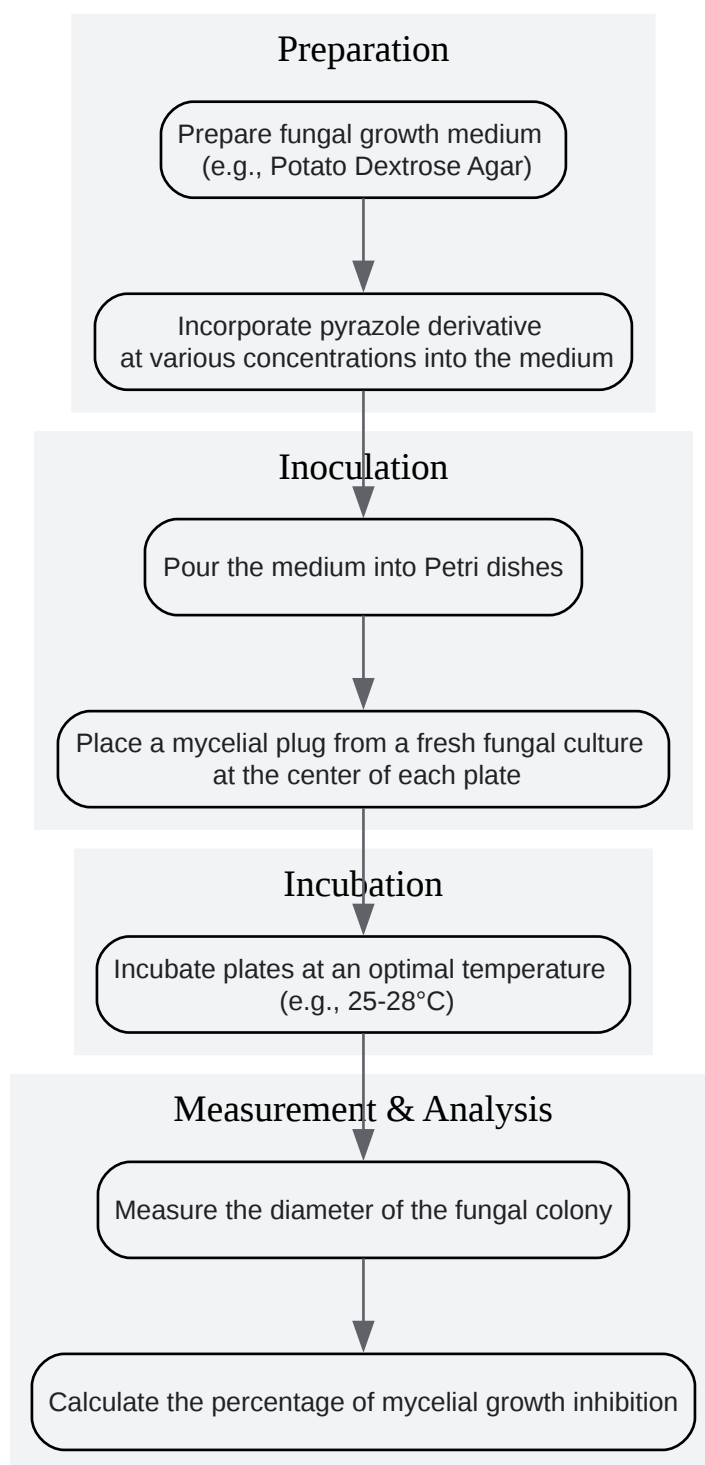 Preparation
Prepare fungal growth medium
(e.g., Potato Dextrose Agar)
Incorporate pyrazole derivative
at various concentrations into the medium
Inoculation
Pour the medium into Petri dishes
Place a mycelial plug from a fresh fungal culture
at the center of each plate
Incubation
Incubate plates at an optimal temperature
(e.g., 25-28°C)
Measurement & Analysis
Measure the diameter of the fungal colony
Calculate the percentage of mycelial growth inhibition